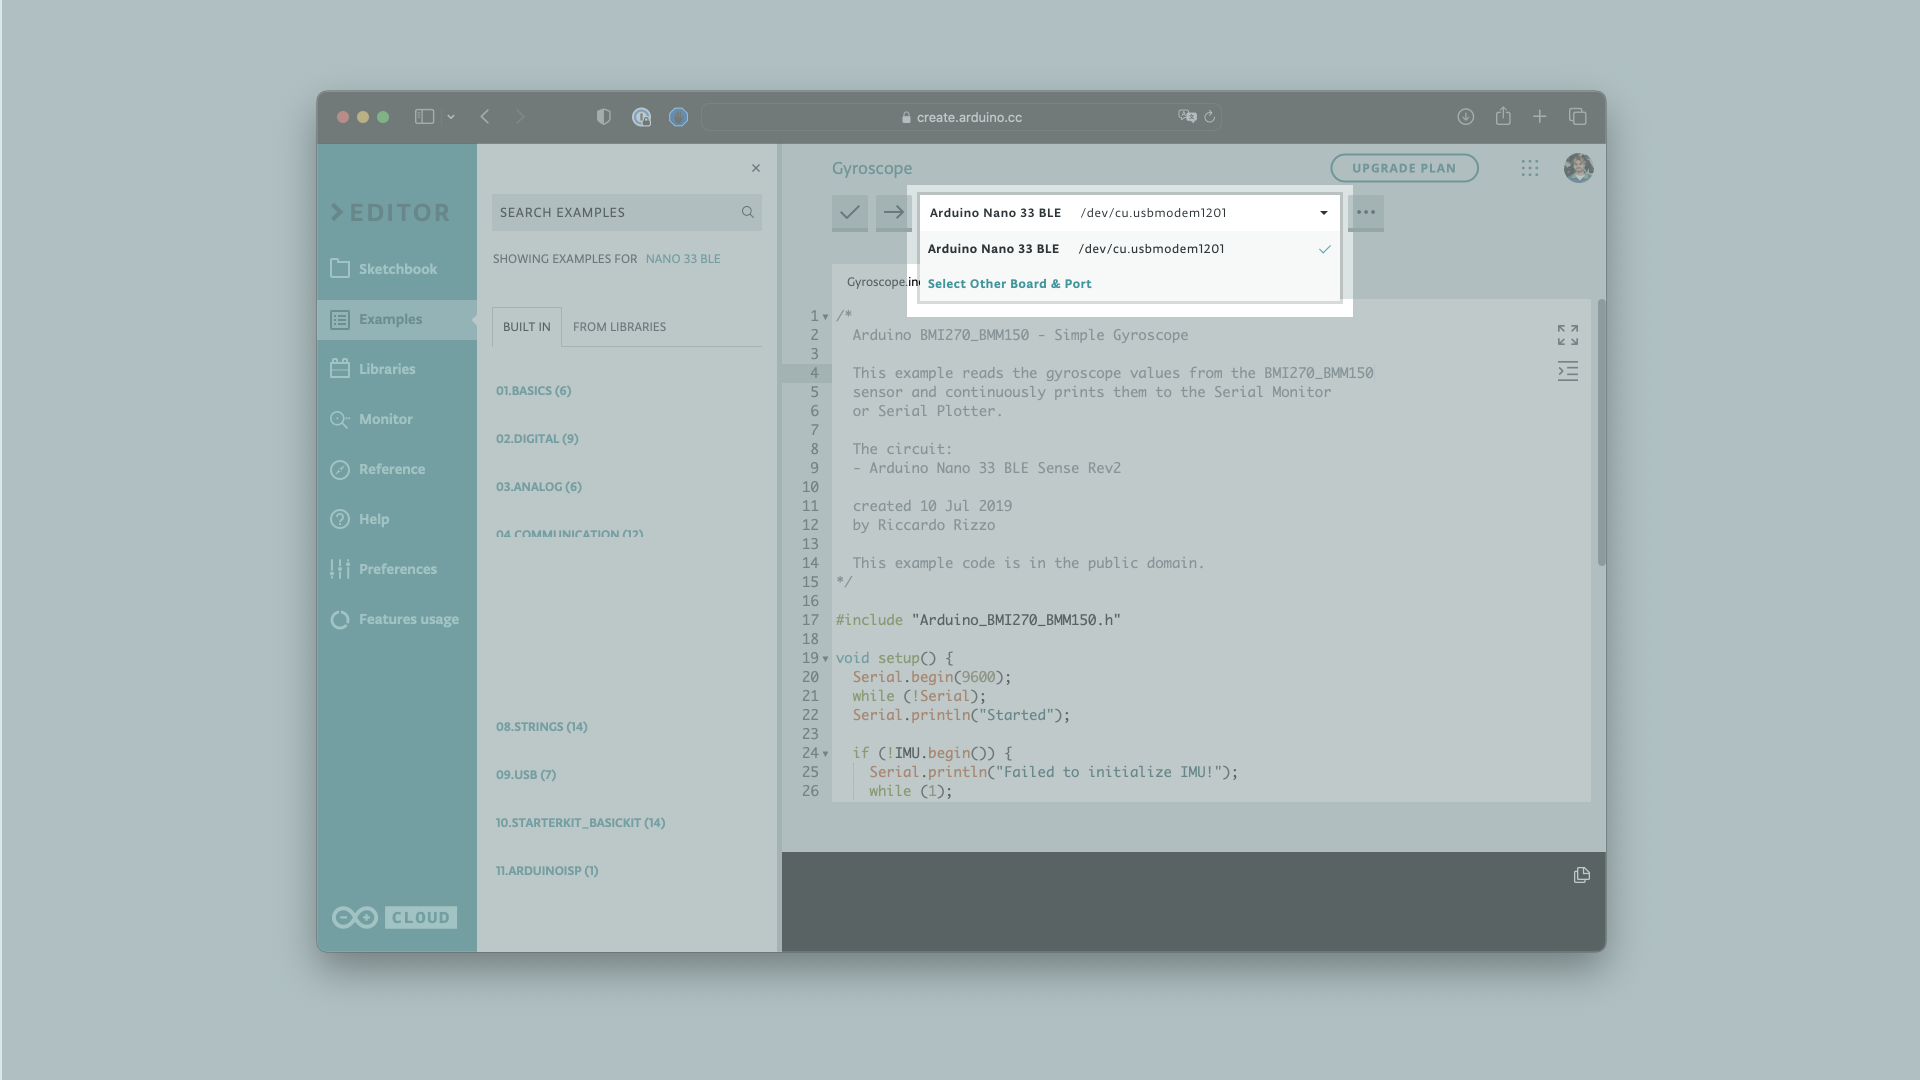 create.arduino.cc
EDITOR
Sketchbook
Examples
Libraries
Monitor
Reference
Help
Preferences
Features usage
CLOUD
SEARCH EXAMPLES
SHOWING EXAMPLES FOR NANO 33 BLE
BUILT IN FROM LIBRARIES
01.BASICS (6)
02.DIGITAL (9)
03.ANALOG (6)
04.COMMUNICATION (12)
08.STRINGS (14)
09.USB (7)
10.STARTERKIT_BASICKIT (14)
11.ARDUINOISP (1)
Gyroscope
UPGRADE PLAN
Arduino Nano 33 BLE /dev/cu.usbmodem1201
Arduino Nano 33 BLE /dev/cu.usbmodem1201
Select Other Board & Port
Gyroscope.in
1 /*
2 Arduino BMI270_BMM150 - Simple Gyroscope
3
4 This example reads the gyroscope values from the BMI270_BMM150
5 sensor and continuously prints them to the Serial Monitor
6 or Serial Plotter.
7
8 The circuit:
9 - Arduino Nano 33 BLE Sense Rev2
10
11 created 10 Jul 2019
12 by Riccardo Rizzo
13
14 This example code is in the public domain.
15 */
16
17 #include "Arduino_BMI270_BMM150.h"
18
19 void setup() {
20 Serial.begin(9600);
21 while (!Serial);
22 Serial.println("Started");
23
24 if (!IMU.begin()) {
25 Serial.println("Failed to initialize IMU!");
26 while (1);